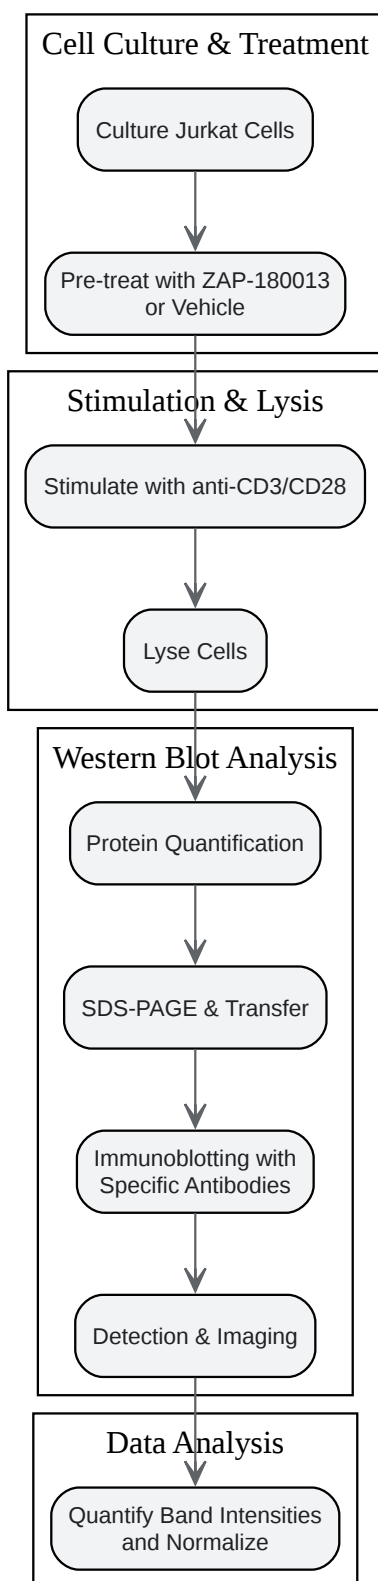 Cell Culture & Treatment
Culture Jurkat Cells
Pre-treat with ZAP-180013
or Vehicle
Stimulation & Lysis
Stimulate with anti-CD3/CD28
Lyse Cells
Western Blot Analysis
Protein Quantification
SDS-PAGE & Transfer
Immunoblotting with
Specific Antibodies
Detection & Imaging
Data Analysis
Quantify Band Intensities
and Normalize